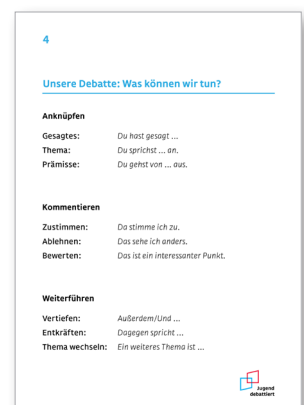 4
Unsere Debatte: Was können wir tun?
Anknüpfen
Gesagtes: Du hast gesagt ...
Thema: Du sprichst ... an.
Prämisse: Du gehst von ... aus.
Kommentieren
Zustimmen: Da stimme ich zu.
Ablehnen: Das sehe ich anders.
Bewerten: Das ist ein interessanter Punkt.
Weiterführen
Vertiefen: Außerdem/Und ...
Entkräften: Dagegen spricht ...
Thema wechseln: Ein weiteres Thema ist ...
Jugend
debattiert